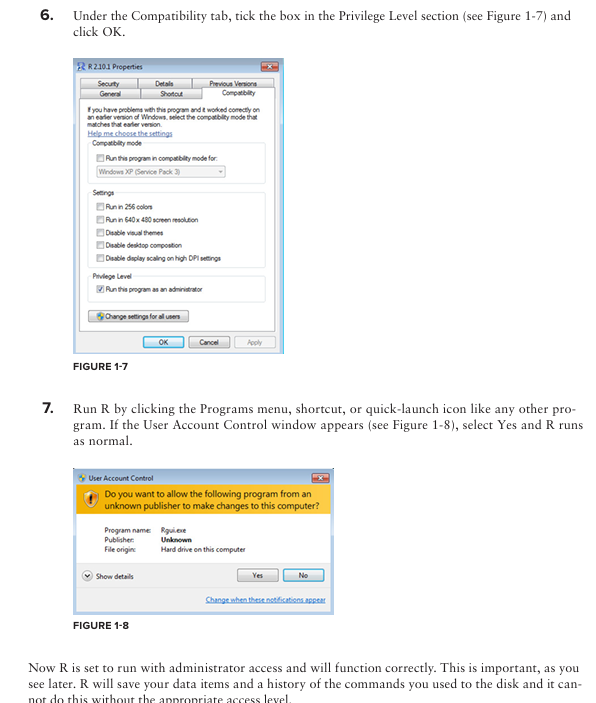 6. Under the Compatibility tab, tick the box in the Privilege Level section (see Figure 1-7) and
click OK.
R 2.10.1 Properties
Security Details Previous Versions
General Shortcut Compatibility
If you have problems with this program and it worked correctly on
an earlier version of Windows, select the compatibility mode that
matches that earlier version.
Help me choose the settings
Compatibility mode
Run this program in compatibility mode for:
Windows XP (Service Pack 3)
Settings
Run in 256 colors
Run in 640 x 480 screen resolution
Disable visual themes
Disable desktop composition
Disable display scaling on high DPI settings
Privilege Level
Run this program as an administrator
Change settings for all users
OK Cancel Apply
FIGURE 1-7
7. Run R by clicking the Programs menu, shortcut, or quick-launch icon like any other pro-
gram. If the User Account Control window appears (see Figure 1-8), select Yes and R runs
as normal.
User Account Control
Do you want to allow the following program from an
unknown publisher to make changes to this computer?
Program name: Rgui.exe
Publisher: Unknown
File origin: Hard drive on this computer
Show details Yes No
Change when these notifications appear
FIGURE 1-8
Now R is set to run with administrator access and will function correctly. This is important, as you
see later. R will save your data items and a history of the commands you used to the disk and it can-
not do this without the appropriate access level.